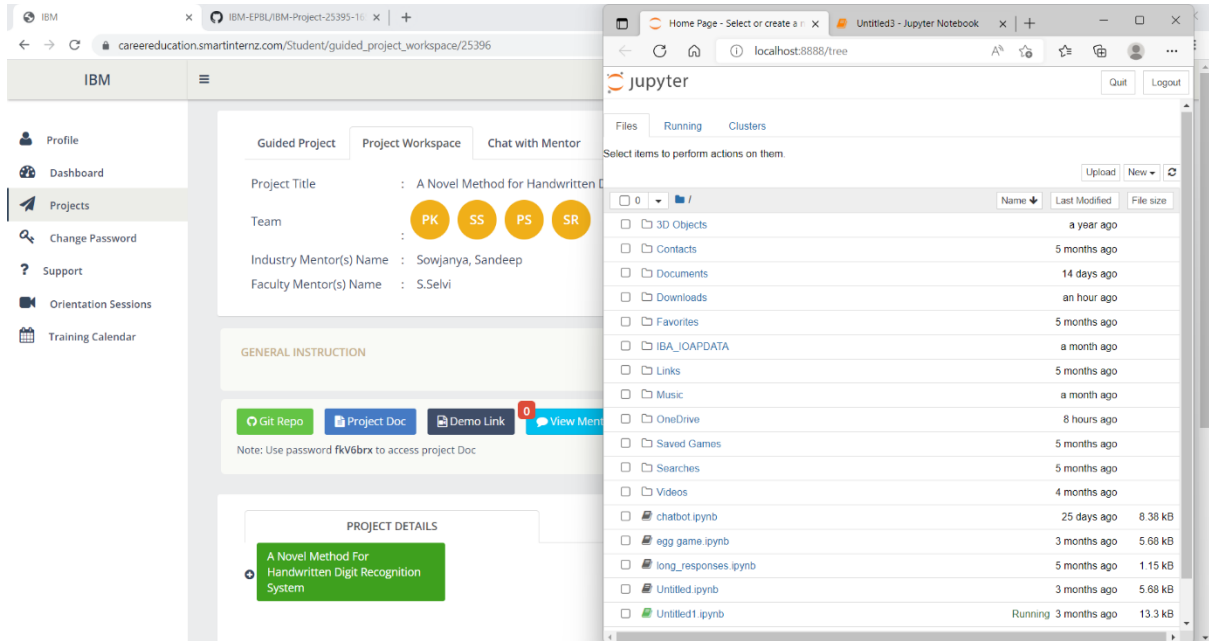 IBM
IBM-EPBL/IBM-Project-25395-16
careereducation.smartinternz.com/Student/guided_project_workspace/25396
IBM
Profile
Dashboard
Projects
Change Password
Support
Orientation Sessions
Training Calendar
Guided Project Project Workspace Chat with Mentor
Project Title : A Novel Method for Handwritten
Team : PK SS PS SR
Industry Mentor(s) Name : Sowjanya, Sandeep
Faculty Mentor(s) Name : S.Selvi
GENERAL INSTRUCTION
Git Repo Project Doc Demo Link 0 View Ment
Note: Use password fkV6brx to access project Doc
PROJECT DETAILS
A Novel Method For
Handwritten Digit Recognition
System
Home Page - Select or create a n Untitled3 - Jupyter Notebook
localhost:8888/tree
jupyter Quit Logout
Files Running Clusters
Select items to perform actions on them.
Upload New
0 / Name Last Modified File size
3D Objects a year ago
Contacts 5 months ago
Documents 14 days ago
Downloads an hour ago
Favorites 5 months ago
IBA_IOAPDATA a month ago
Links 5 months ago
Music a month ago
OneDrive 8 hours ago
Saved Games 5 months ago
Searches 5 months ago
Videos 4 months ago
chatbot.ipynb 25 days ago 8.38 kB
egg game.ipynb 3 months ago 5.68 kB
long_responses.ipynb 5 months ago 1.15 kB
Untitled.ipynb 3 months ago 5.68 kB
Untitled1.ipynb Running 3 months ago 13.3 kB